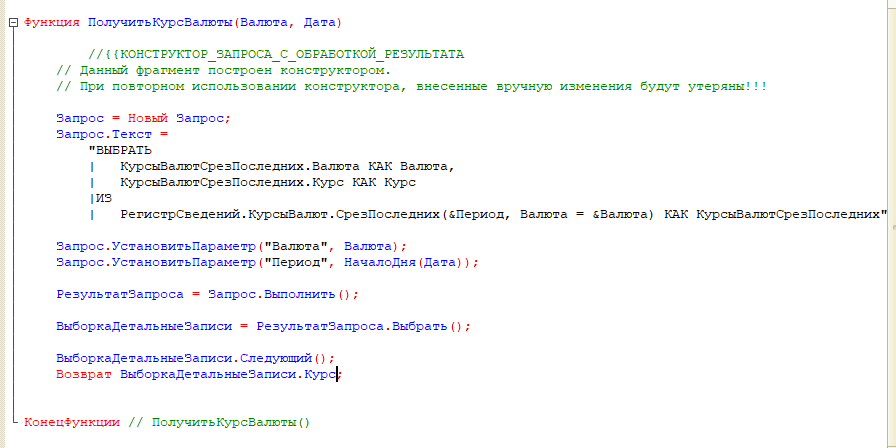 Функция ПолучитьКурсВалюты(Валюта, Дата)
//{{КОНСТРУКТОР_ЗАПРОСА_С_ОБРАБОТКОЙ_РЕЗУЛЬТАТА
// Данный фрагмент построен конструктором.
// При повторном использовании конструктора, внесенные вручную изменения будут утеряны!!!
Запрос = Новый Запрос;
Запрос.Текст =
"ВЫБРАТЬ
|   КурсыВалютСрезПоследних.Валюта КАК Валюта,
|   КурсыВалютСрезПоследних.Курс КАК Курс
|ИЗ
|   РегистрСведений.КурсыВалют.СрезПоследних(&Период, Валюта = &Валюта) КАК КурсыВалютСрезПоследних"
Запрос.УстановитьПараметр("Валюта", Валюта);
Запрос.УстановитьПараметр("Период", НачалоДня(Дата));
РезультатЗапроса = Запрос.Выполнить();
ВыборкаДетальныеЗаписи = РезультатЗапроса.Выбрать();
ВыборкаДетальныеЗаписи.Следующий();
Возврат ВыборкаДетальныеЗаписи.Курс;
КонецФункции // ПолучитьКурсВалюты()